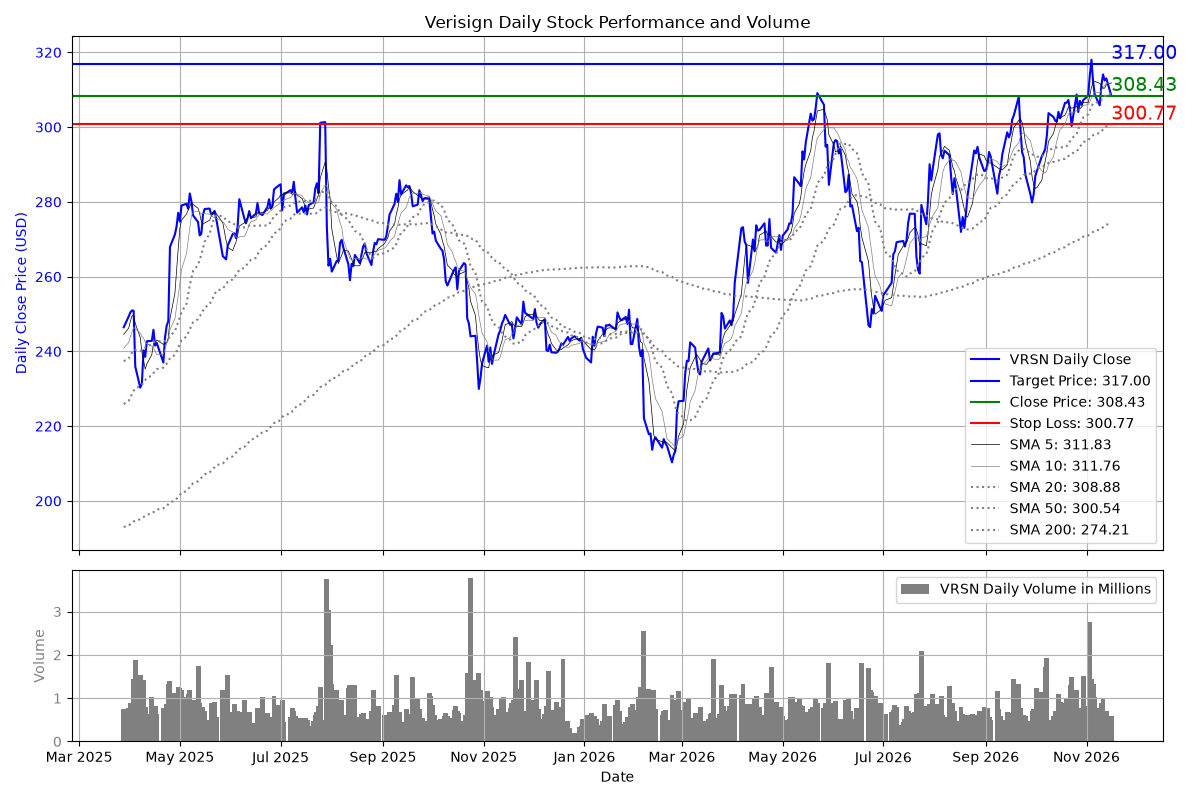 Verisign Daily Stock Performance and Volume
Daily Close Price (USD)
320
300
280
260
240
220
200
317.00
308.43
300.77
VRSN Daily Close
Target Price: 317.00
Close Price: 308.43
Stop Loss: 300.77
SMA 5: 311.83
SMA 10: 311.76
SMA 20: 308.88
SMA 50: 300.54
SMA 200: 274.21
Volume
3
2
1
0
VRSN Daily Volume in Millions
Mar 2025 May 2025 Jul 2025 Sep 2025 Nov 2025 Jan 2026 Mar 2026 May 2026 Jul 2026 Sep 2026 Nov 2026
Date